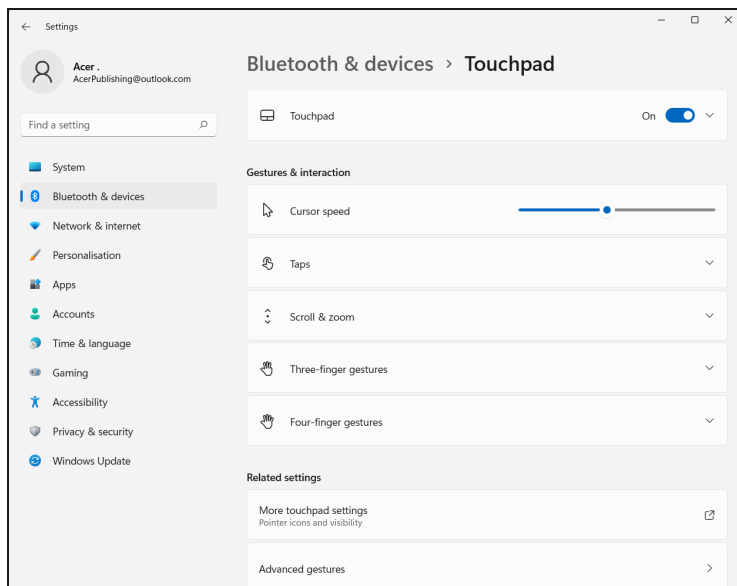 Settings
Acer .
AcerPublishing@outlook.com
Find a setting
System
Bluetooth & devices
Network & internet
Personalisation
Apps
Accounts
Time & language
Gaming
Accessibility
Privacy & security
Windows Update
Bluetooth & devices > Touchpad
Touchpad On
Gestures & interaction
Cursor speed
Taps
Scroll & zoom
Three-finger gestures
Four-finger gestures
Related settings
More touchpad settings
Pointer icons and visibility
Advanced gestures